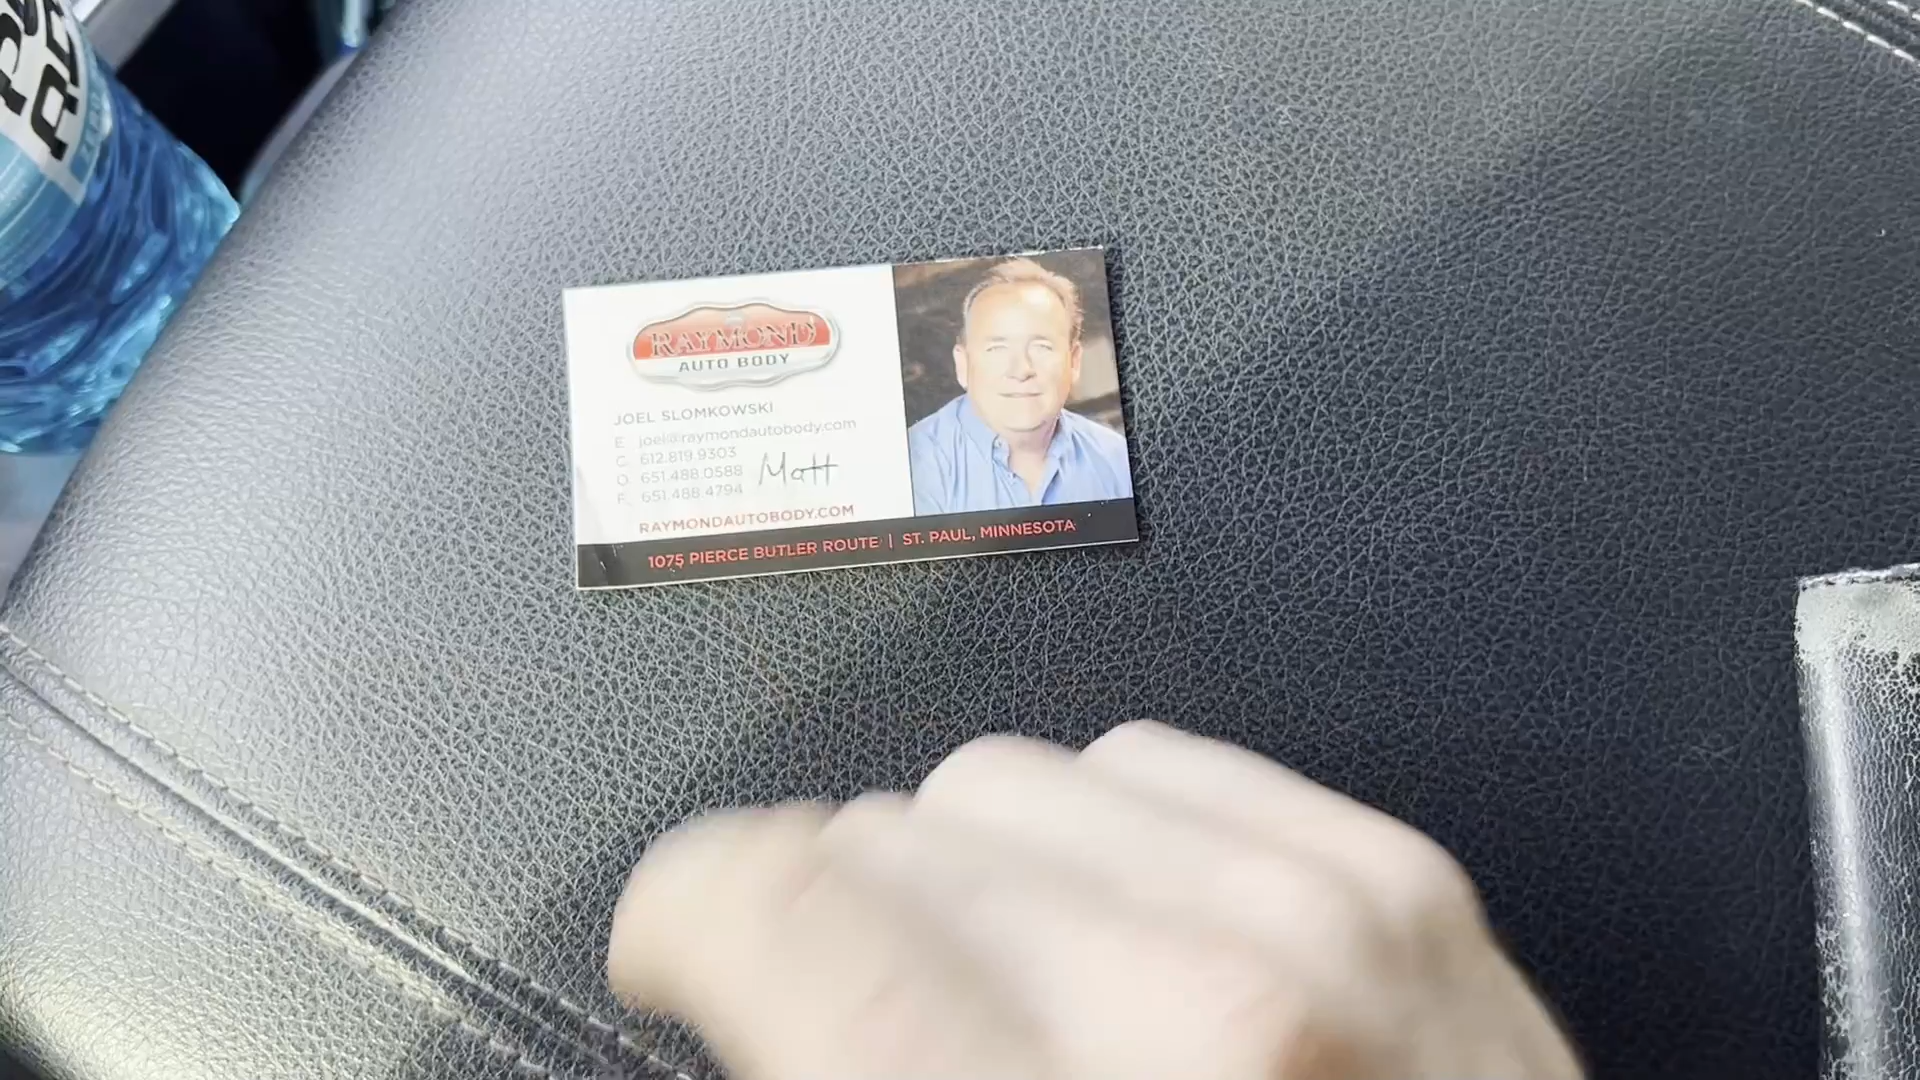 RAYMOND
AUTO BODY
JOEL SLOMKOWSKI
E. joel@raymondautobody.com
C. 612.819.9303
O. 651.488.0588 Matt
F. 651.488.4794
RAYMONDAUTOBODY.COM
1075 PIERCE BUTLER ROUTE | ST. PAUL, MINNESOTA